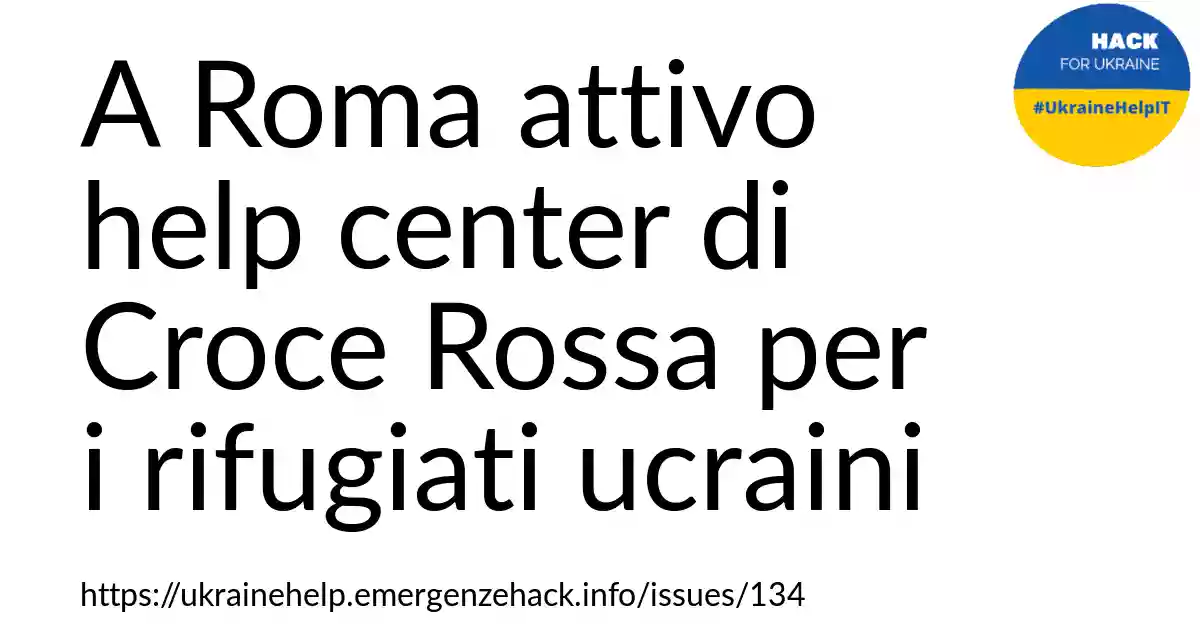 HACK
FOR UKRAINE
#UkraineHelpIT
A Roma attivo
help center di
Croce Rossa per
i rifugiati ucraini
https://ukrainehelp.emergenzehack.info/issues/134